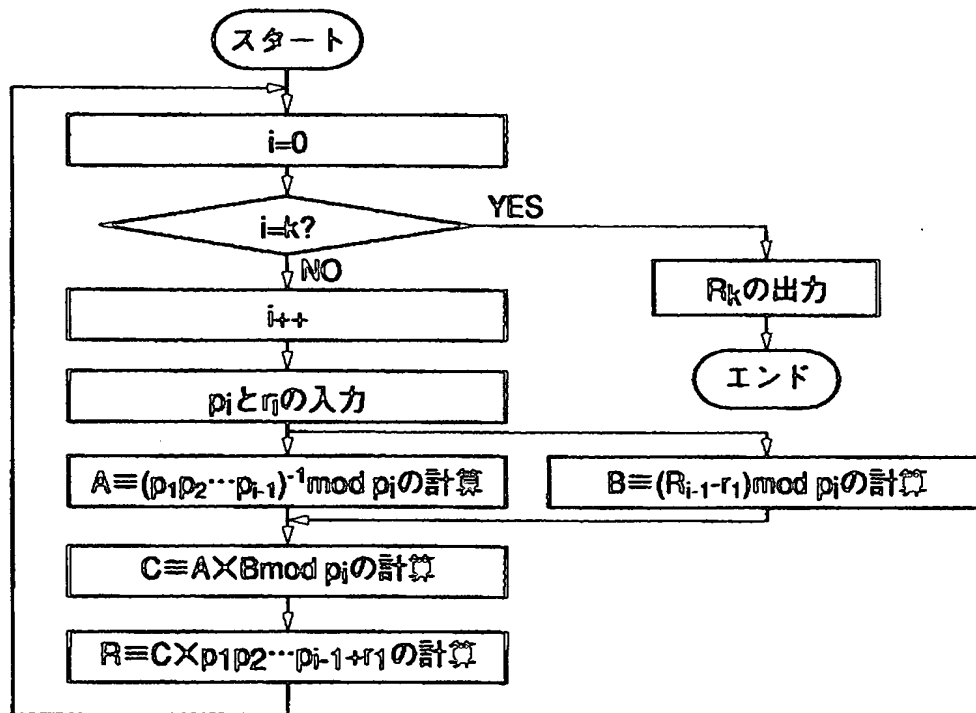 スタート
i=0
i=k?
YES
NO
Rkの出力
i++
エンド
piとriの入力
A≡(p1p2…pi-1)-1mod piの計算
B≡(Ri-1-r1)mod piの計算
C≡A×Bmod piの計算
R≡C×p1p2…pi-1+r1の計算